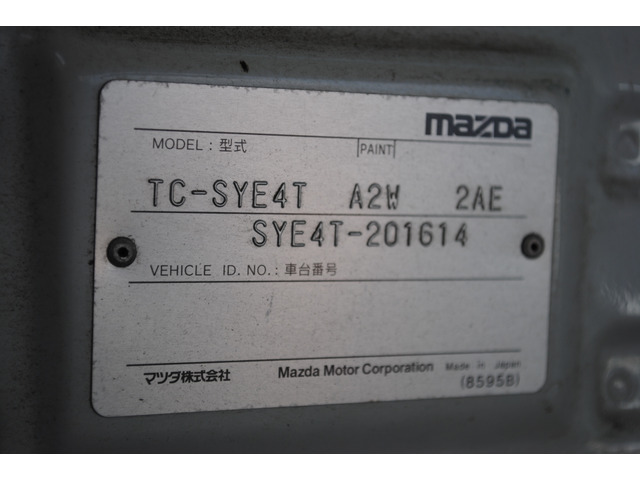 mazda
MODEL : 型式 PAINT
TC-SYE4T A2W 2AE
SYE4T-201614
VEHICLE ID. NO. : 車台番号
マツダ株式会社 Mazda Motor Corporation Made in Japan
(8595B)